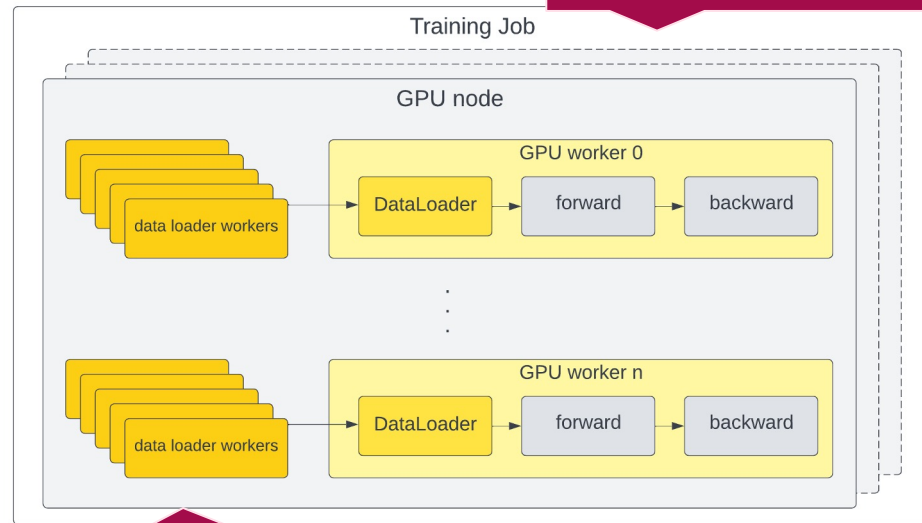 Training Job
GPU node
GPU worker 0
data loader workers
DataLoader
forward
backward
.
.
.
GPU worker n
data loader workers
DataLoader
forward
backward